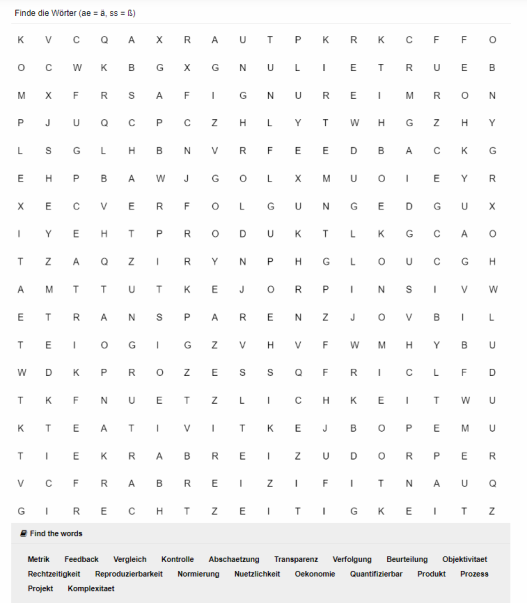 Finde die Wörter (ae = ä, ss = ß)
K V C Q A X R A U T P K R K C F F O
O C W K B G X G N U L I E T R U E B
M X F R S A F I G N U R E I M R O N
P J U Q C P C Z H L Y T W H G Z H Y
L S G L H B N V R F E E D B A C K G
E H P B A W J G O L X M U O I E Y R
X E C V E R F O L G U N G E D G U X
I Y E H T P R O D U K T L K G C A O
T Z A Q Z I R Y N P H G L O U C G H
A M T T U T K E J O R P I N S I V W
E T R A N S P A R E N Z J O V B I L
T E I O G I G Z V H V F W M H Y B U
W D K P R O Z E S S Q F R I C L F D
T K F N U E T Z L I C H K E I T W U
K T E A T I V I T K E J B O P E M U
T I E K R A B R E I Z U D O R P E R
V C F R A B R E I Z I F I T N A U Q
G I R E C H T Z E I T I G K E I T Z
Find the words
Metrik Feedback Vergleich Kontrolle Abschaetzung Transparenz Verfolgung Beurteilung Objektivitaet
Rechtzeitigkeit Reproduzierbarkeit Normierung Nuetzlichkeit Oekonomie Quantifizierbar Produkt Prozess
Projekt Komplexitaet